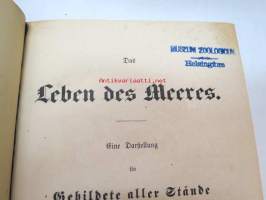 Das
MUSEUM ZOOLOGICUM
Helsingfors
Leben des Meeres.
Antikvariaatti.net
Eine Darstellung
für
Gebildete aller Stände